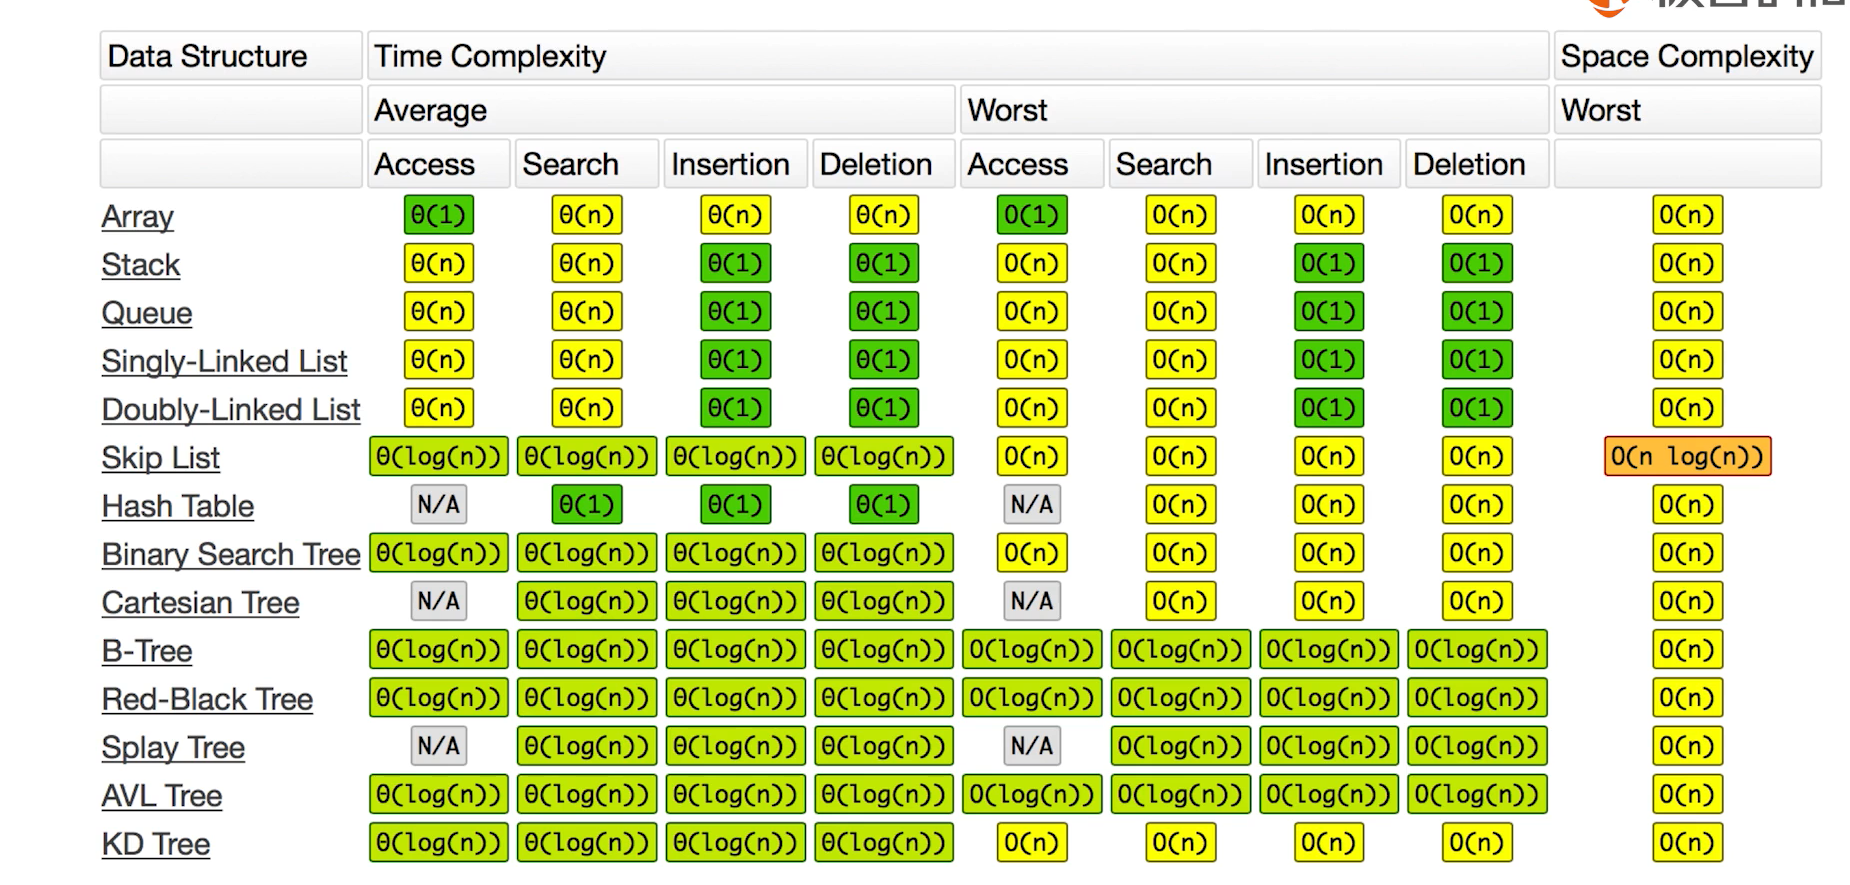 Data Structure Time Complexity Space Complexity
Average Worst Worst
Access Search Insertion Deletion Access Search Insertion Deletion
Array Θ(1) Θ(n) Θ(n) Θ(n) O(1) O(n) O(n) O(n) O(n)
Stack Θ(n) Θ(n) Θ(1) Θ(1) O(n) O(n) O(1) O(1) O(n)
Queue Θ(n) Θ(n) Θ(1) Θ(1) O(n) O(n) O(1) O(1) O(n)
Singly-Linked List Θ(n) Θ(n) Θ(1) Θ(1) O(n) O(n) O(1) O(1) O(n)
Doubly-Linked List Θ(n) Θ(n) Θ(1) Θ(1) O(n) O(n) O(1) O(1) O(n)
Skip List Θ(log(n)) Θ(log(n)) Θ(log(n)) Θ(log(n)) O(n) O(n) O(n) O(n) O(n log(n))
Hash Table N/A Θ(1) Θ(1) Θ(1) N/A O(n) O(n) O(n) O(n)
Binary Search Tree Θ(log(n)) Θ(log(n)) Θ(log(n)) Θ(log(n)) O(n) O(n) O(n) O(n) O(n)
Cartesian Tree N/A Θ(log(n)) Θ(log(n)) Θ(log(n)) N/A O(n) O(n) O(n) O(n)
B-Tree Θ(log(n)) Θ(log(n)) Θ(log(n)) Θ(log(n)) O(log(n)) O(log(n)) O(log(n)) O(log(n)) O(n)
Red-Black Tree Θ(log(n)) Θ(log(n)) Θ(log(n)) Θ(log(n)) O(log(n)) O(log(n)) O(log(n)) O(log(n)) O(n)
Splay Tree N/A Θ(log(n)) Θ(log(n)) Θ(log(n)) N/A O(log(n)) O(log(n)) O(log(n)) O(n)
AVL Tree Θ(log(n)) Θ(log(n)) Θ(log(n)) Θ(log(n)) O(log(n)) O(log(n)) O(log(n)) O(log(n)) O(n)
KD Tree Θ(log(n)) Θ(log(n)) Θ(log(n)) Θ(log(n)) O(n) O(n) O(n) O(n) O(n)